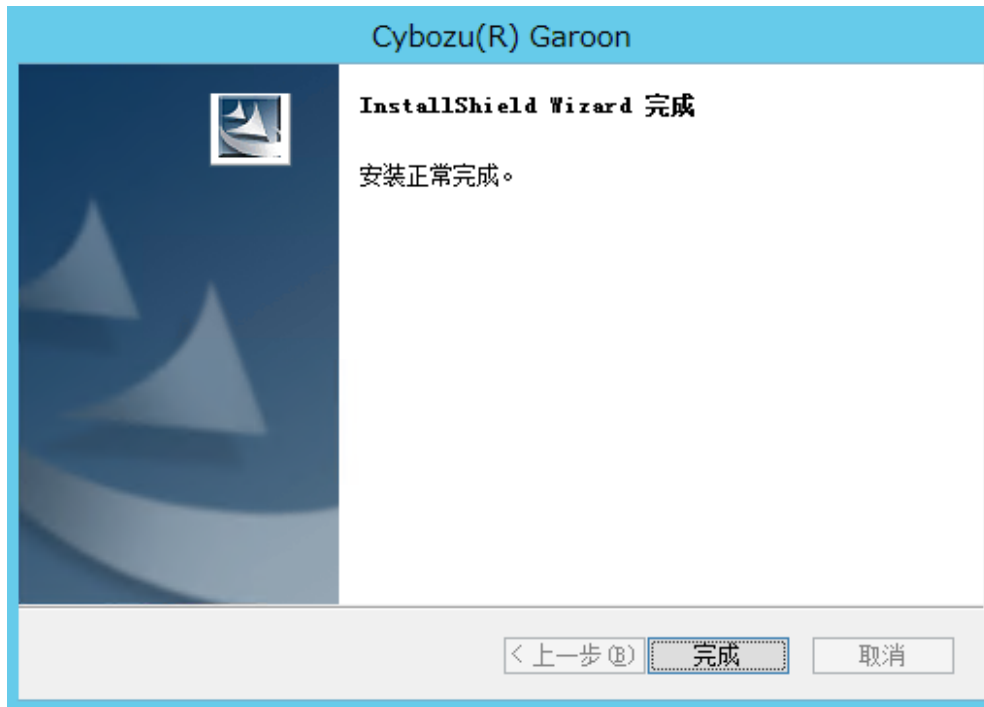 Cybozu(R) Garoon
InstallShield Wizard 完成
安装正常完成。
< 上一步(B)
完成
取消